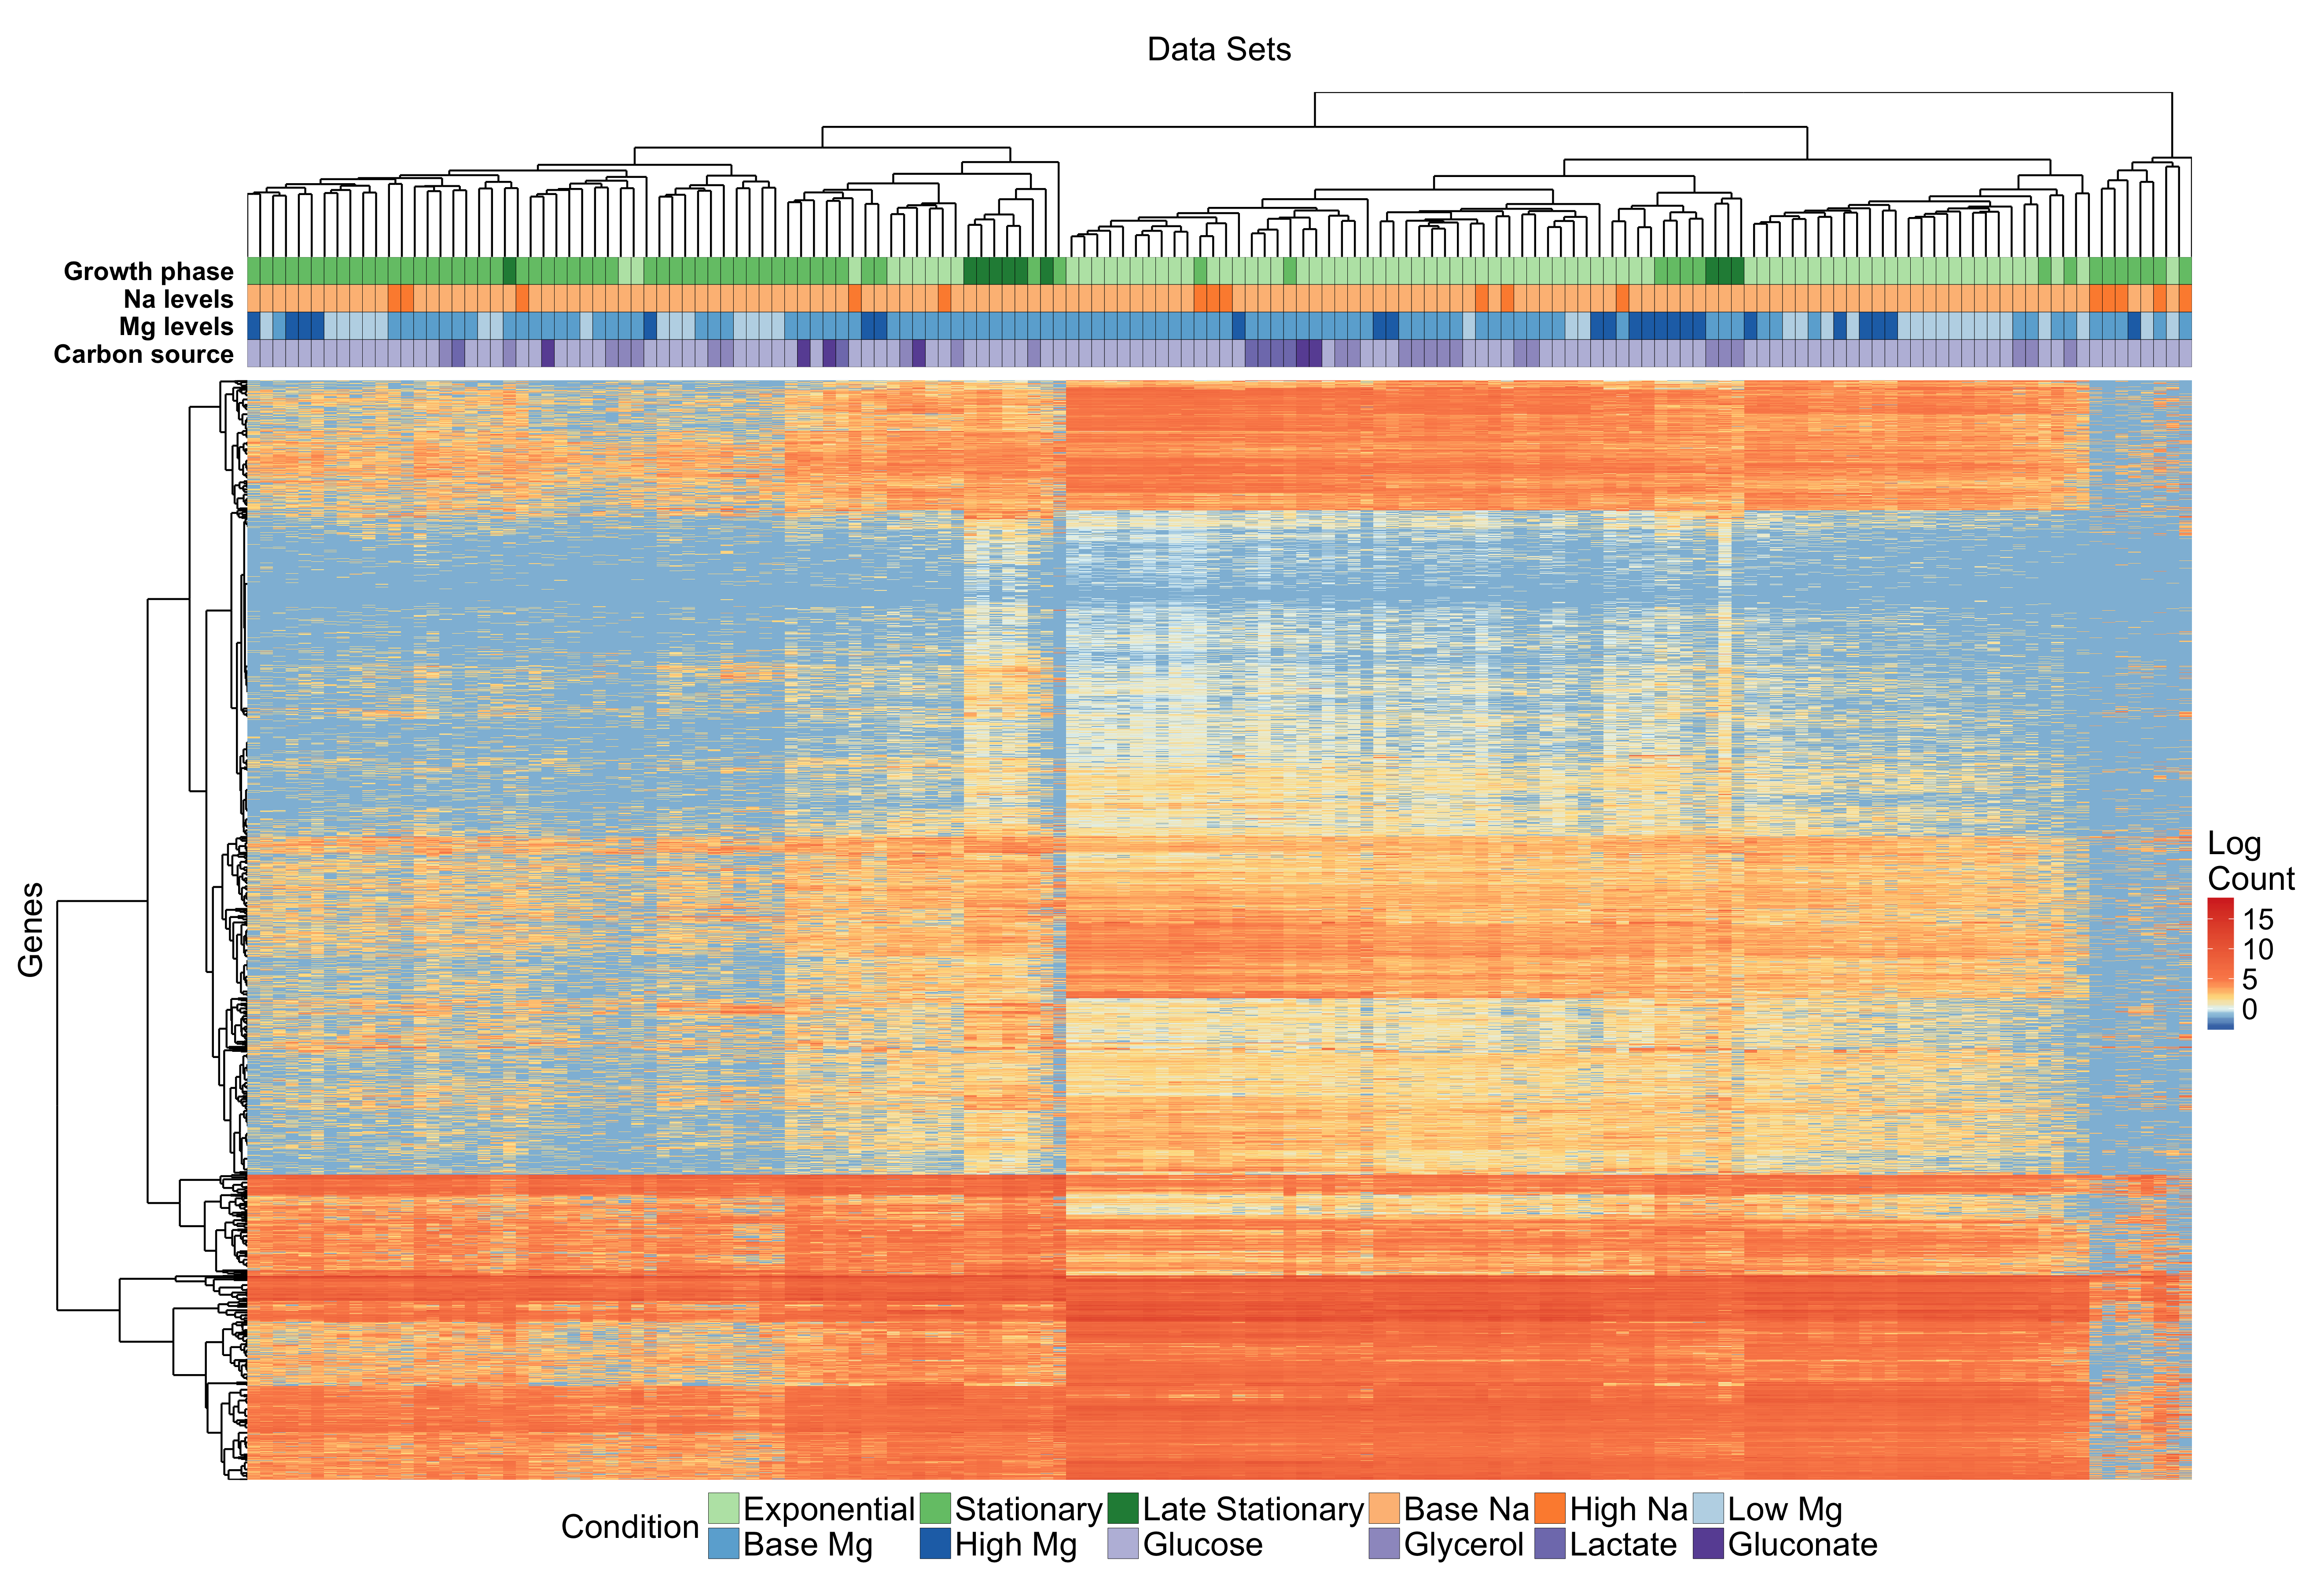 Data Sets
Growth phase
Na levels
Mg levels
Carbon source
Genes
Log
Count
15
10
5
0
Condition
Exponential Stationary Late Stationary Base Na High Na Low Mg
Base Mg High Mg Glucose Glycerol Lactate Gluconate